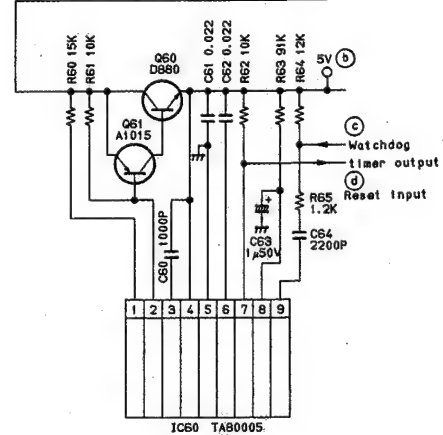 R60 15K
R61 10K
Q60
D880
C61 0.022
C62 0.022
R62 10K
R63 91K
R64 12K
5V
b
Q61
A1015
c
Watchdog
timer output
d
Reset input
R65
1.2K
C64
2200P
C60 1000P
+
C63
1μ50V
1 2 3 4 5 6 7 8 9
IC60 TA80005